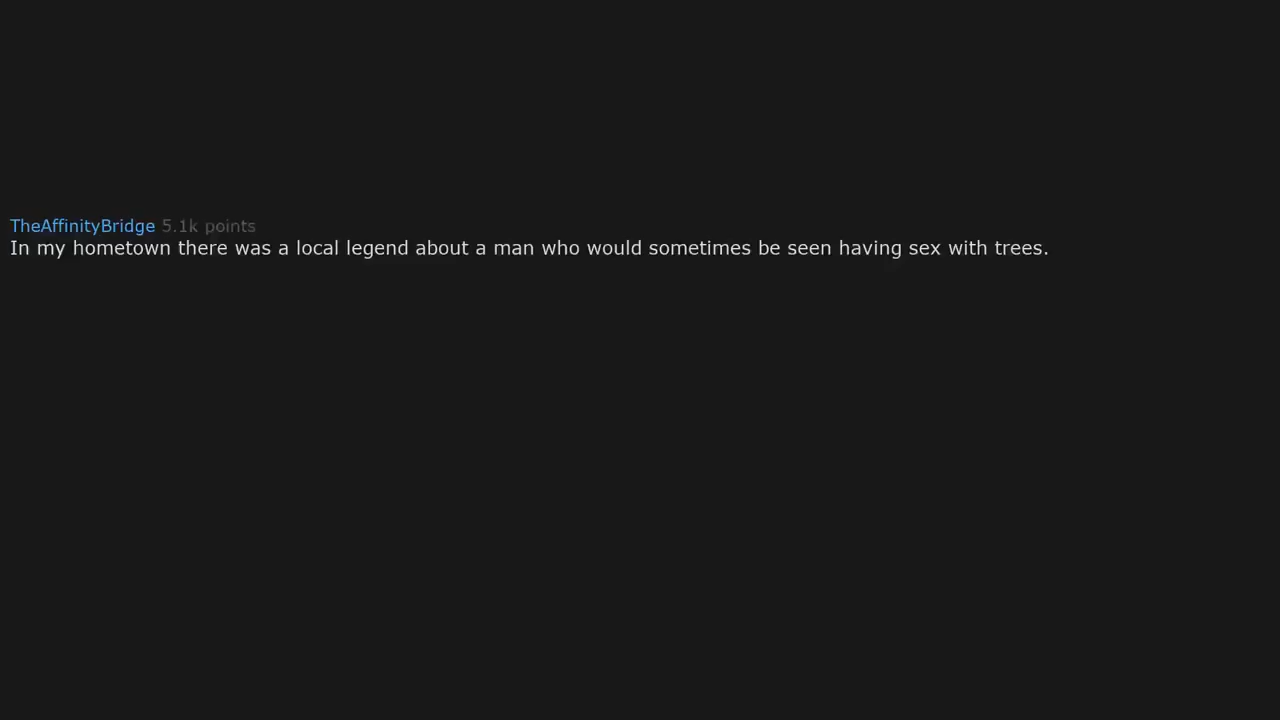 TheAffinityBridge 5.1k points
In my hometown there was a local legend about a man who would sometimes be seen having sex with trees.